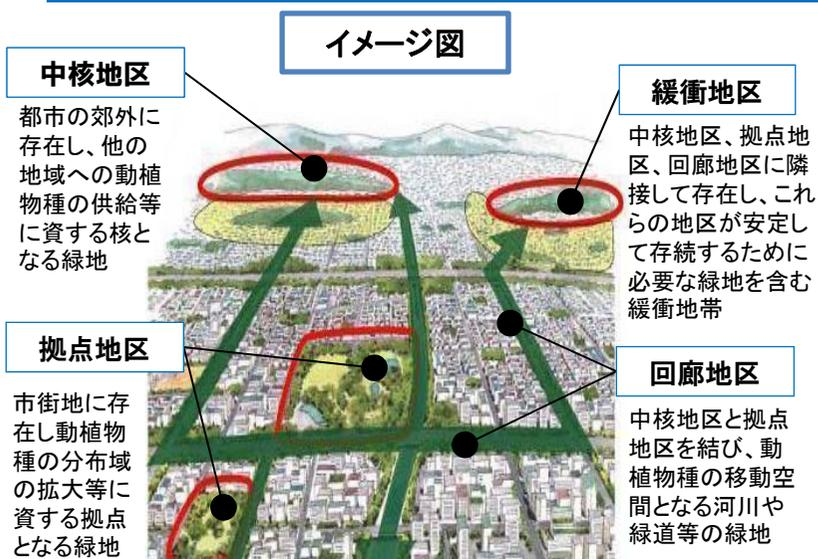 イメージ図
中核地区
都市の郊外に
存在し、他の
地域への動植
物種の供給等
に資する核と
なる緑地
緩衝地区
中核地区、拠点地
区、回廊地区に隣
接して存在し、これ
らの地区が安定し
て存続するために
必要な緑地を含む
緩衝地帯
拠点地区
市街地に存
在し動植物
種の分布域
の拡大等に
資する拠点
となる緑地
回廊地区
中核地区と拠点
地区を結び、動
植物種の移動空
間となる河川や
緑道等の緑地